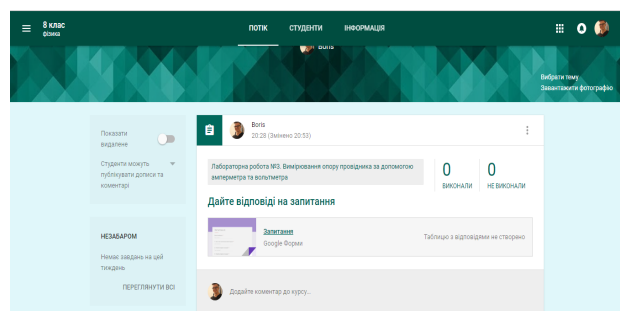 8 клас
фізика
ПОТІК СТУДЕНТИ ІНФОРМАЦІЯ
Boris
Вибрати тему
Завантажити фотографію
Показати
видалене
Студенти можуть
публікувати дописи та
коментарі
НЕЗАБАРОМ
Немає завдань на цей
тиждень
ПЕРЕГЛЯНУТИ ВСІ
Boris
20:28 (Змінено 20:53)
Лабораторна робота №3. Вимірювання опору провідника за допомогою
амперметра та вольтметра
0 0
ВИКОНАЛИ НЕ ВИКОНАЛИ
Дайте відповіді на запитання
Запитання
Google Форми
Таблицю з відповідями не створено
Додайте коментар до курсу...